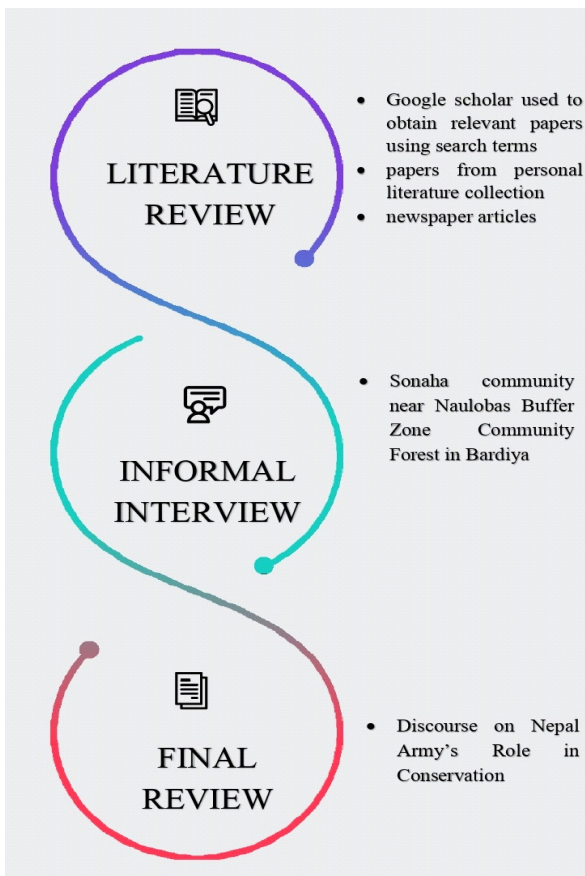 LITERATURE
REVIEW
• Google scholar used to
obtain relevant papers
using search terms
• papers from personal
literature collection
• newspaper articles
INFORMAL
INTERVIEW
• Sonaha community
near Naulobas Buffer
Zone Community
Forest in Bardiya
FINAL
REVIEW
• Discourse on Nepal
Army’s Role in
Conservation